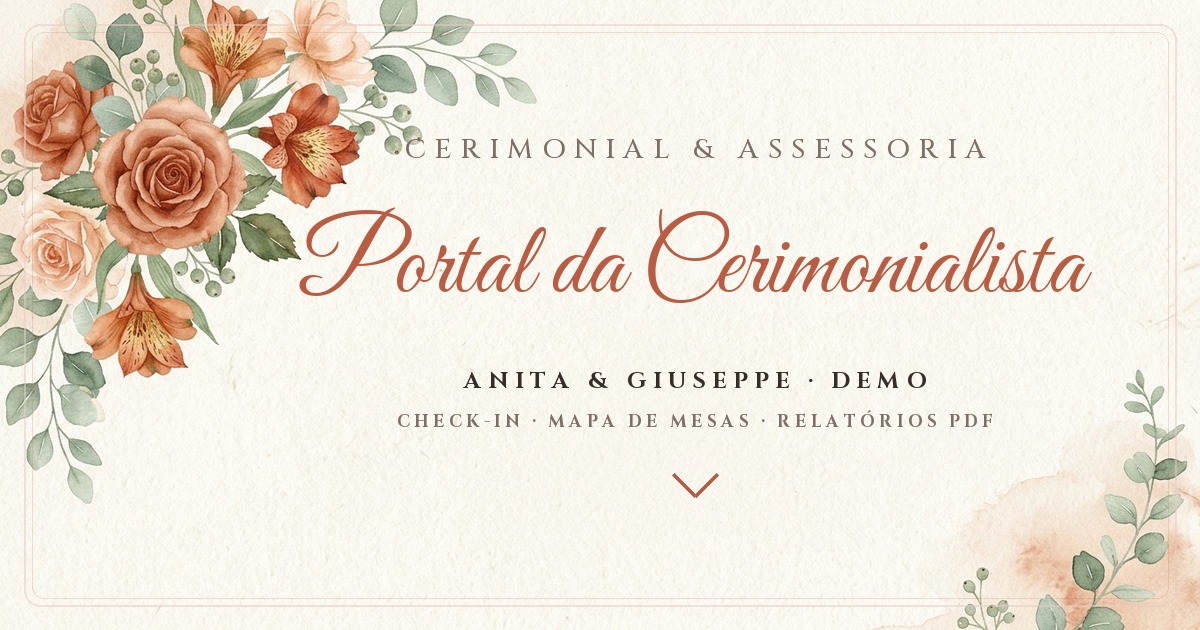 CERIMONIAL & ASSESSORIA
Portal da Cerimonialista
ANITA & GIUSEPPE · DEMO
CHECK-IN · MAPA DE MESAS · RELATÓRIOS PDF